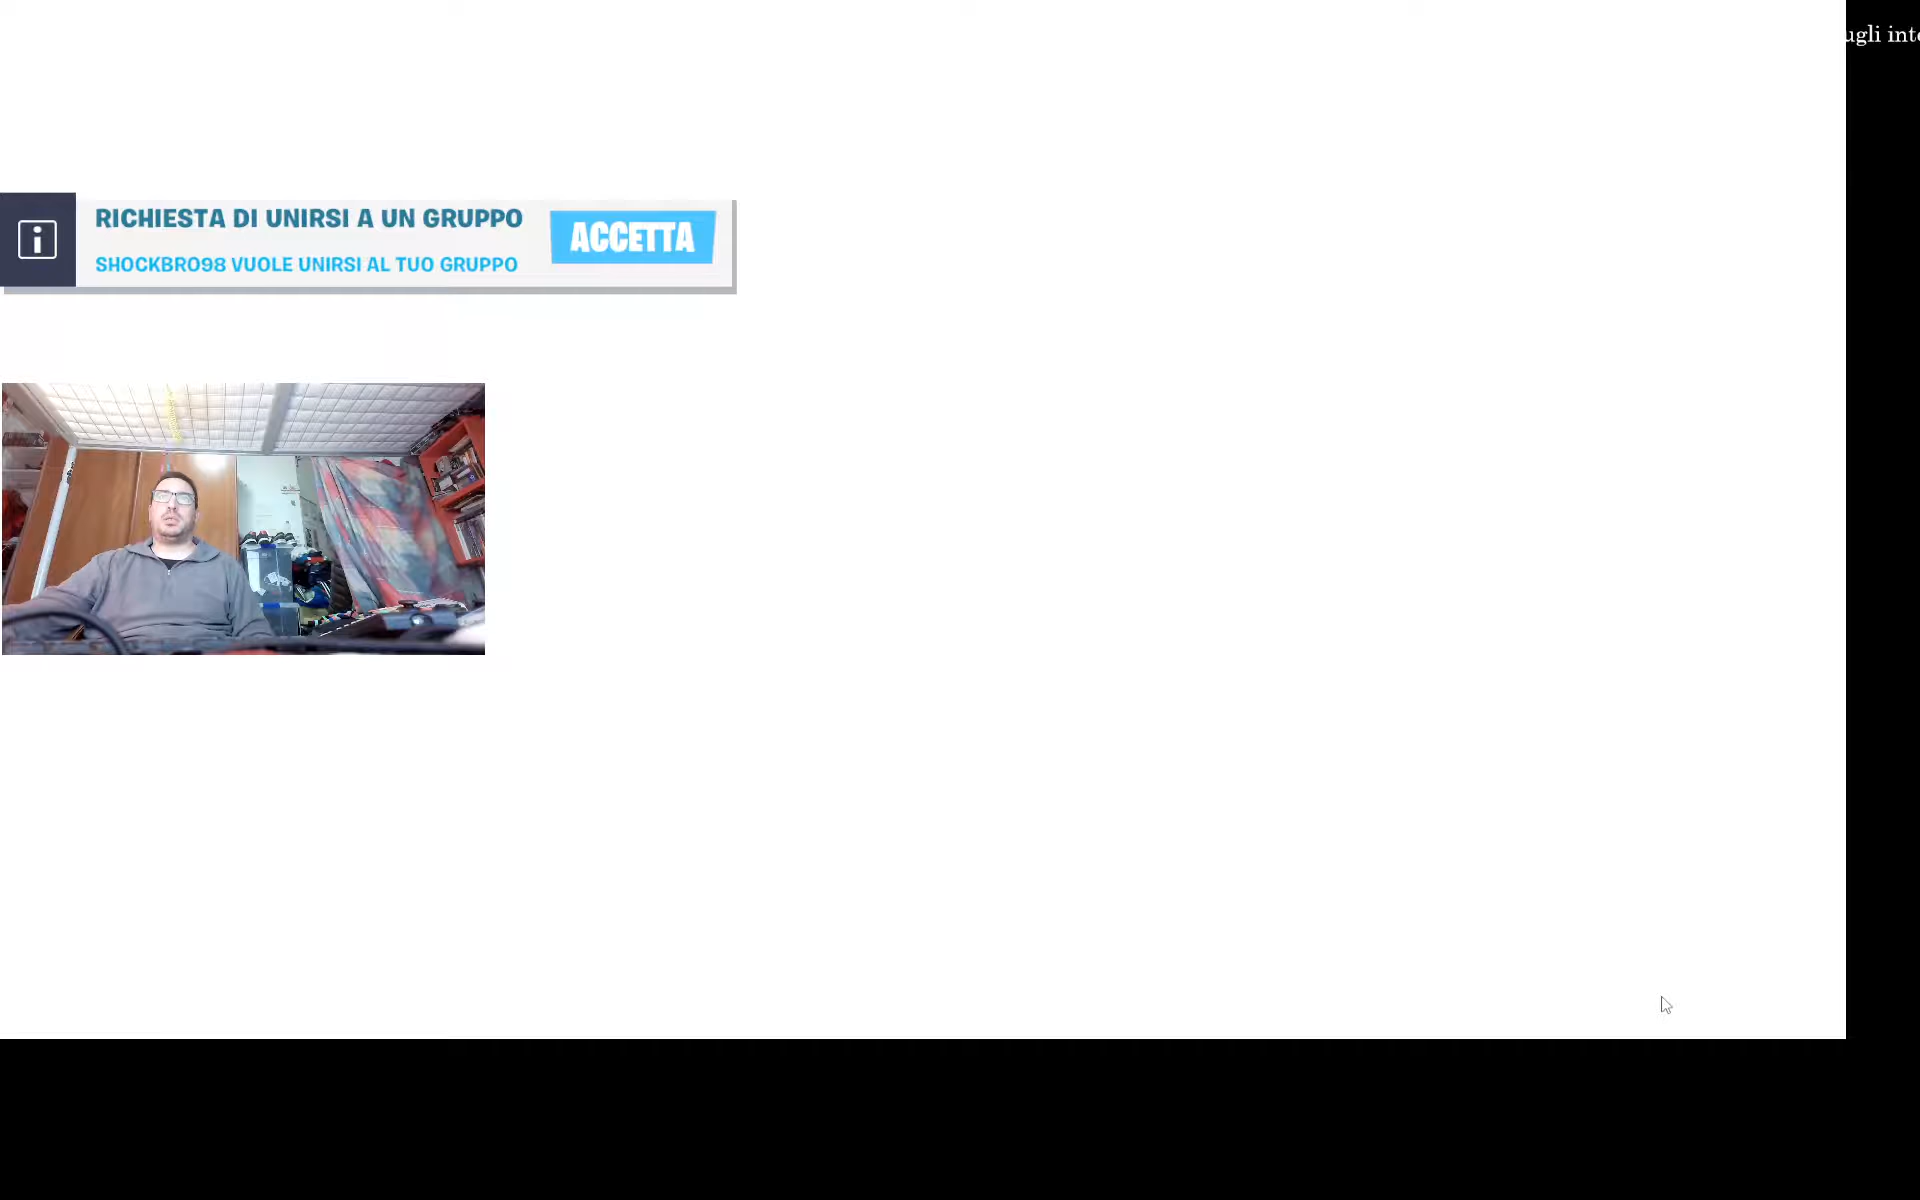 ugli int
RICHIESTA DI UNIRSI A UN GRUPPO
ACCETTA
SHOCKBRO98 VUOLE UNIRSI AL TUO GRUPPO